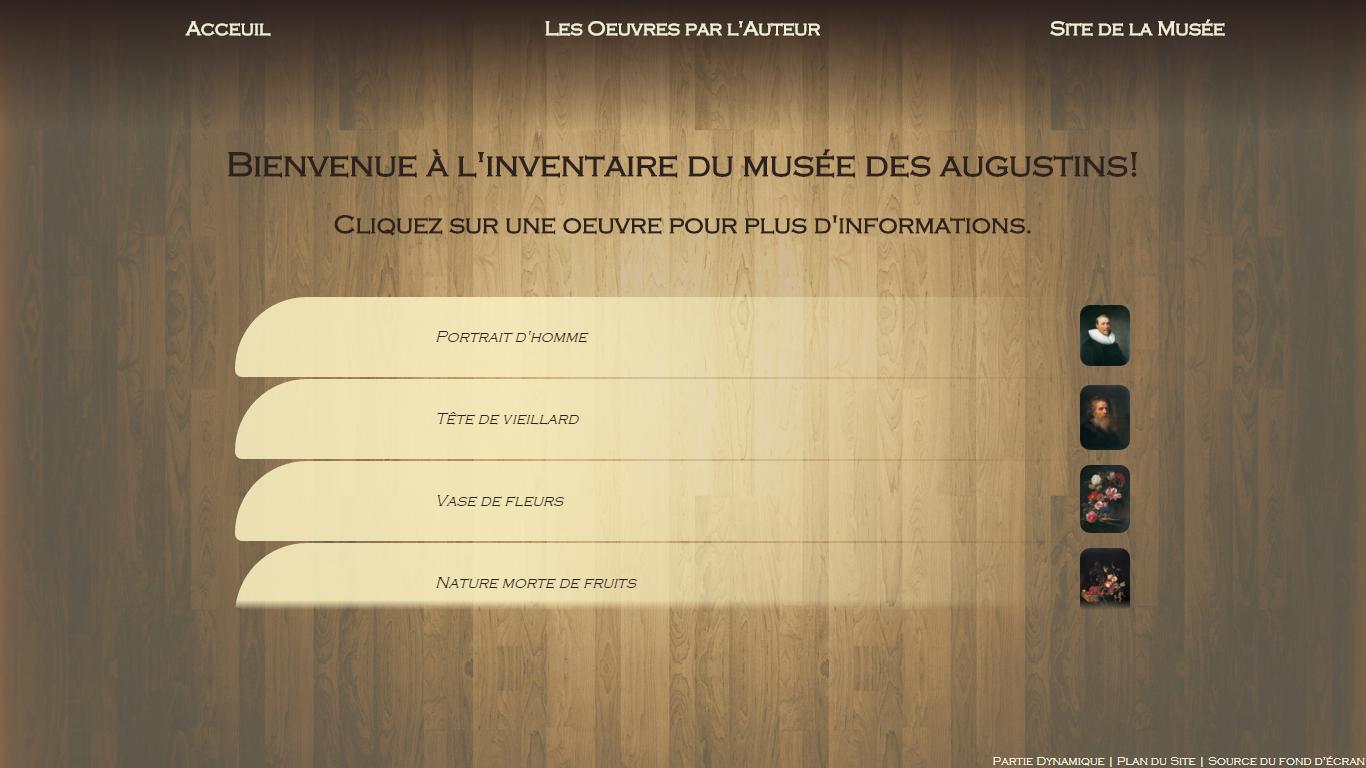 Acceuil
Les Oeuvres par l'Auteur
Site de la Musée
Bienvenue à l'inventaire du musée des augustins!
Cliquez sur une oeuvre pour plus d'informations.
Portrait d'homme
Tête de vieillard
Vase de fleurs
Nature morte de fruits
Partie Dynamique | Plan du Site | Source du fond d'écran